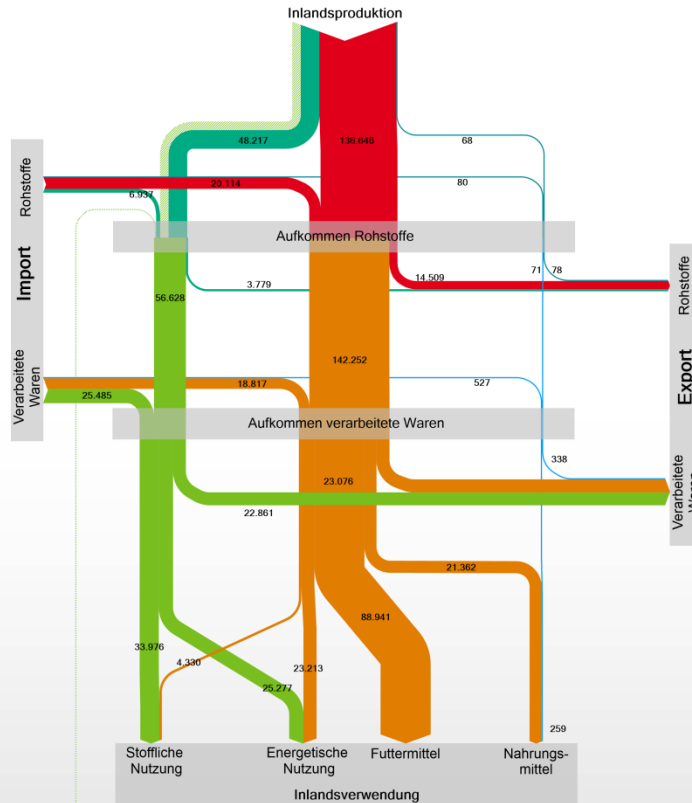 Inlandsproduktion
48.217
136.646
68
Rohstoffe
6.937
20.114
80
Aufkommen Rohstoffe
Import
56.628
3.779
14.509
71
78
Rohstoffe
142.252
Verarbeitete
Waren
25.485
18.817
527
Export
Aufkommen verarbeitete Waren
23.076
338
22.861
Verarbeitete
Waren
21.362
88.941
33.976
4.330
23.213
25.277
259
Stoffliche
Nutzung
Energetische
Nutzung
Futtermittel
Nahrungs-
mittel
Inlandsverwendung